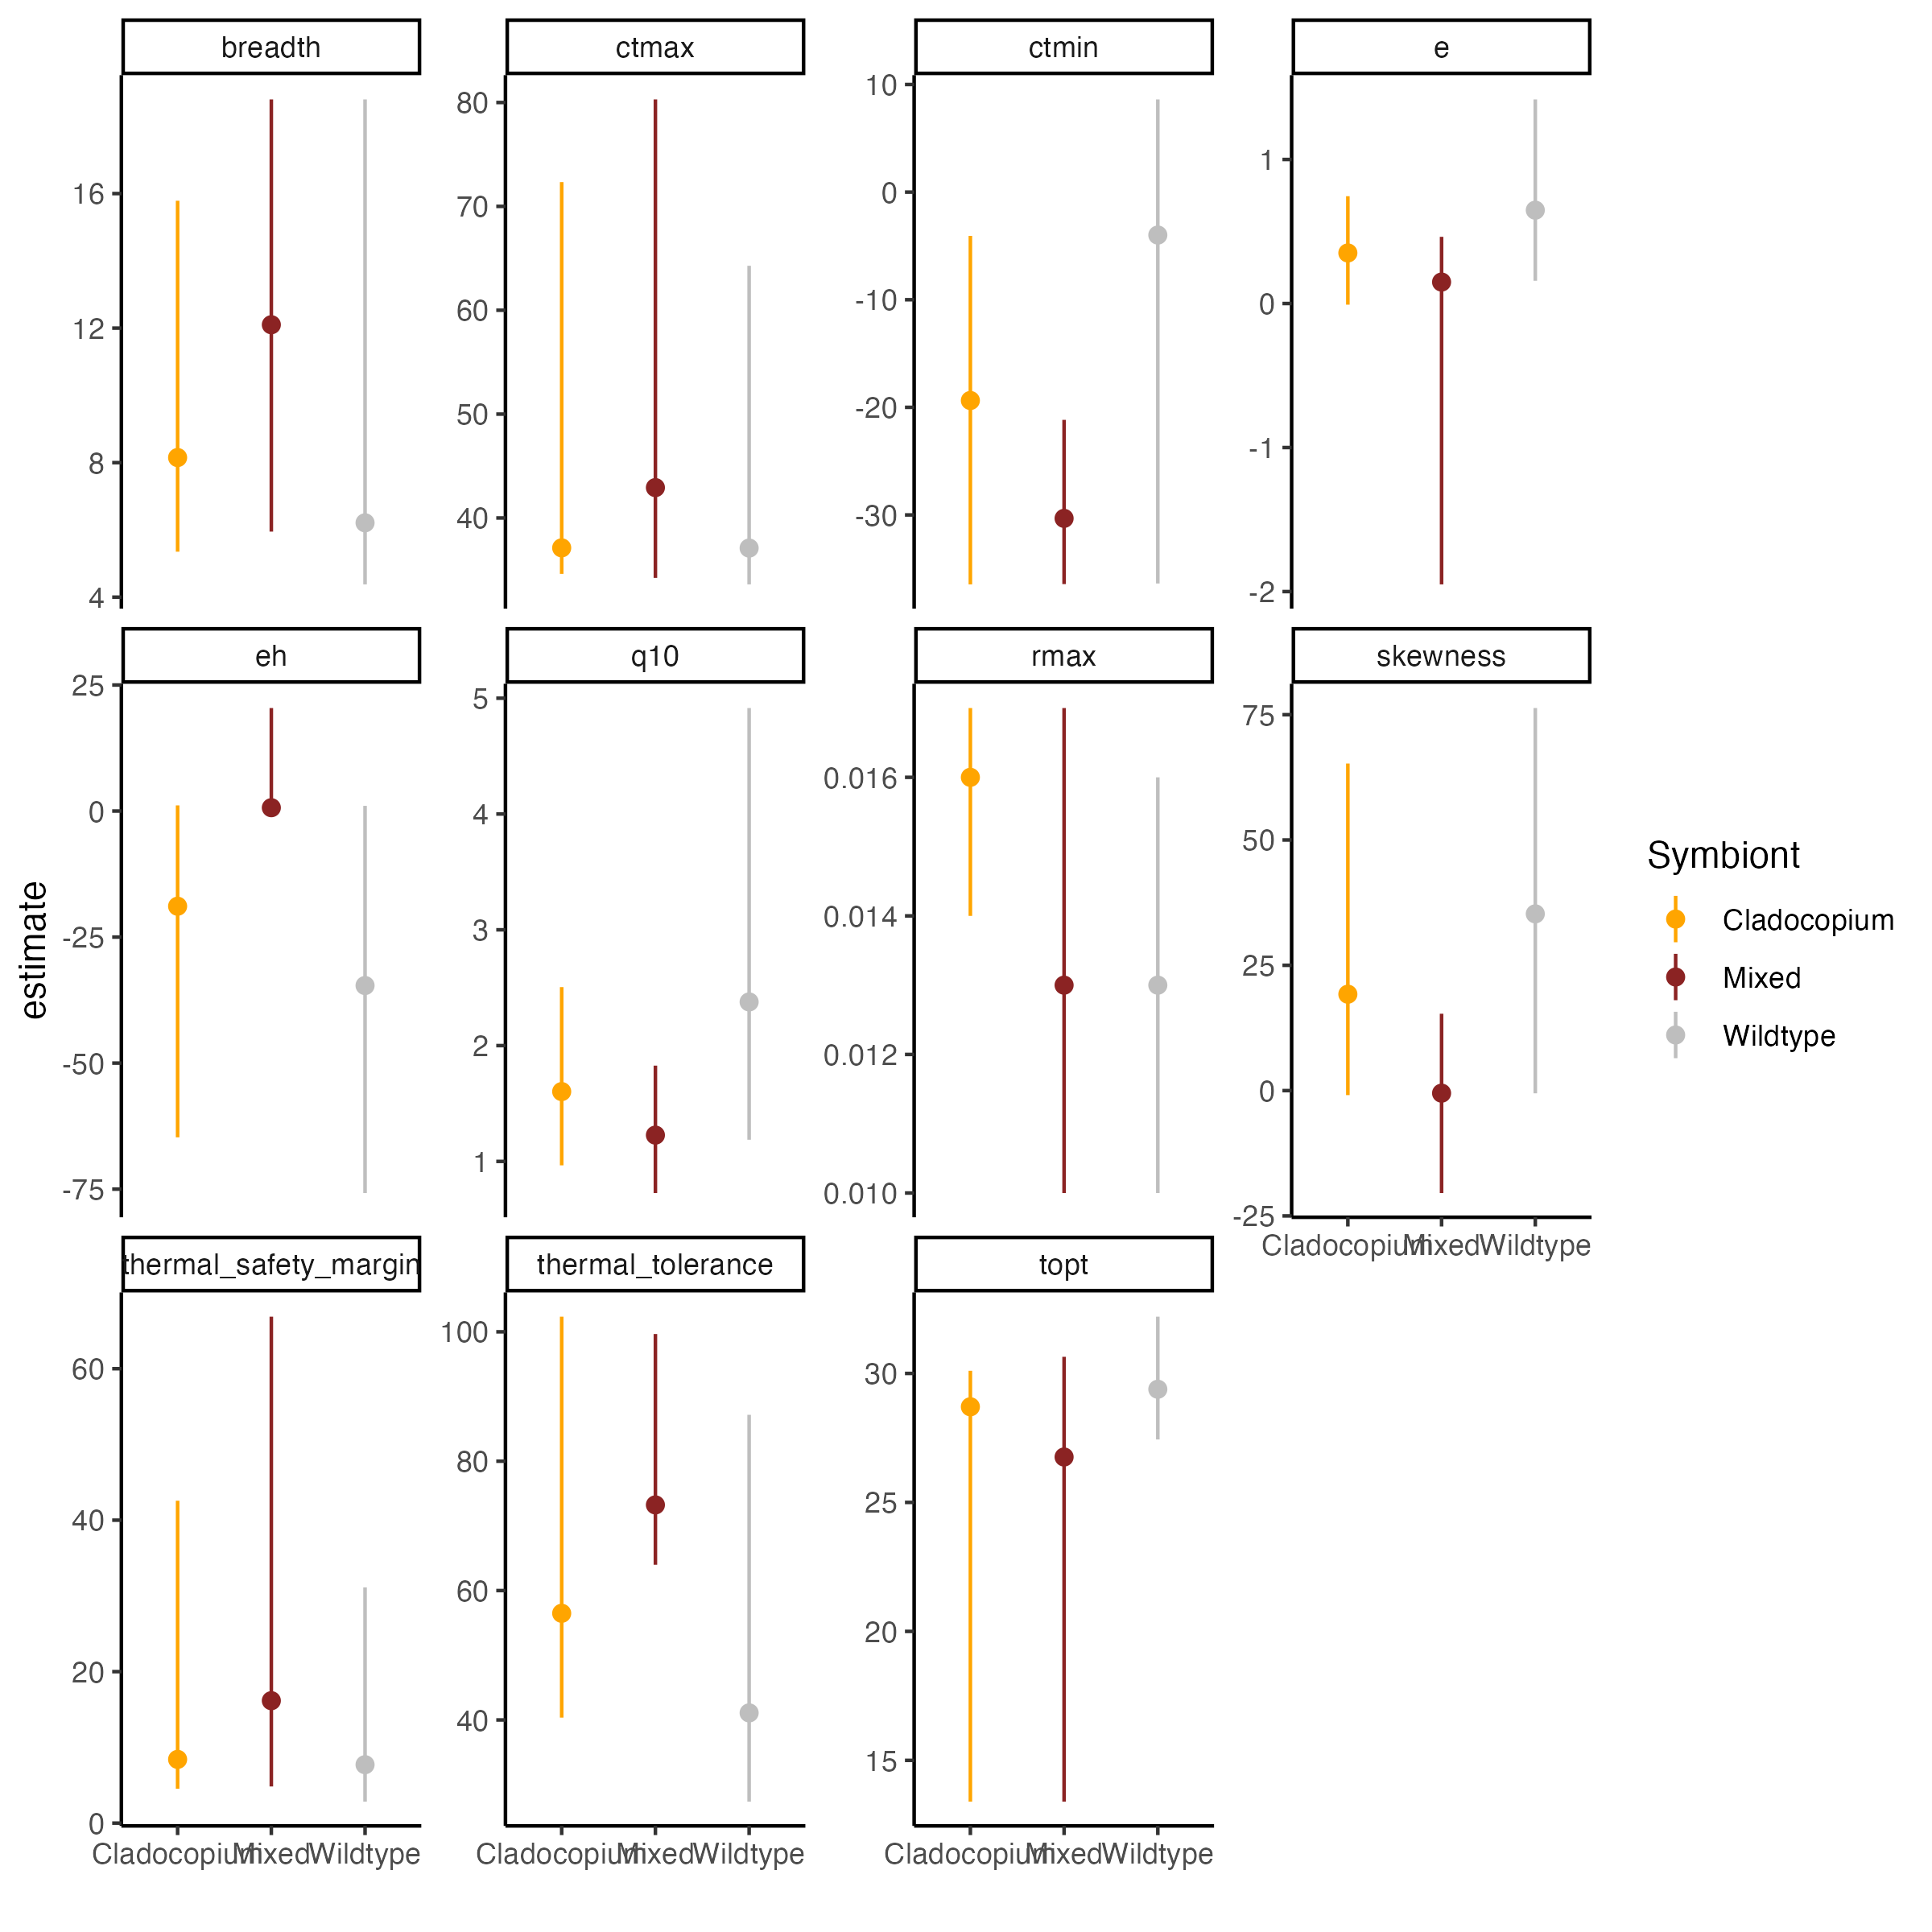 breadth
ctmax
ctmin
e
16
12
8
4
80
70
60
50
40
10
0
-10
-20
-30
1
0
-1
-2
eh
q10
rmax
skewness
25
0
-25
-50
-75
5
4
3
2
1
0.016
0.014
0.012
0.010
75
50
25
0
-25
Cladocopium Mixed Wildtype
thermal_safety_margin
thermal_tolerance
topt
60
40
20
0
100
80
60
40
30
25
20
15
Cladocopium Mixed Wildtype
Cladocopium Mixed Wildtype
Cladocopium Mixed Wildtype
estimate
Symbiont
Cladocopium
Mixed
Wildtype